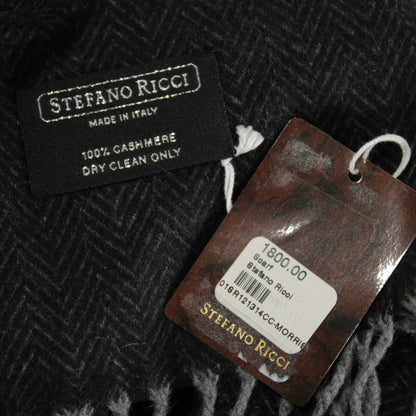 STEFANO RICCI
MADE IN ITALY
100% CASHMERE
DRY CLEAN ONLY
1800.00
Scarf
Stefano Ricci
016R121314CC-MORRIS
STEFANO RICCI